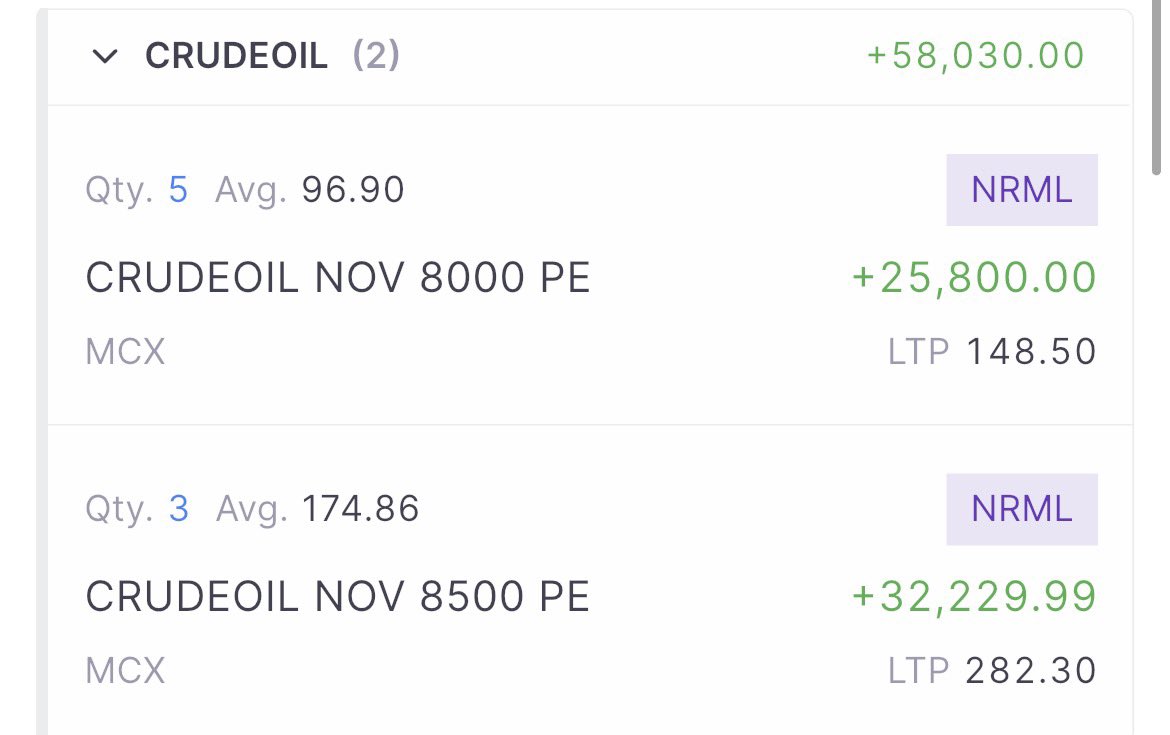 CRUDEOIL (2) +58,030.00
Qty. 5 Avg. 96.90 NRML
CRUDEOIL NOV 8000 PE +25,800.00
MCX LTP 148.50
Qty. 3 Avg. 174.86 NRML
CRUDEOIL NOV 8500 PE +32,229.99
MCX LTP 282.30